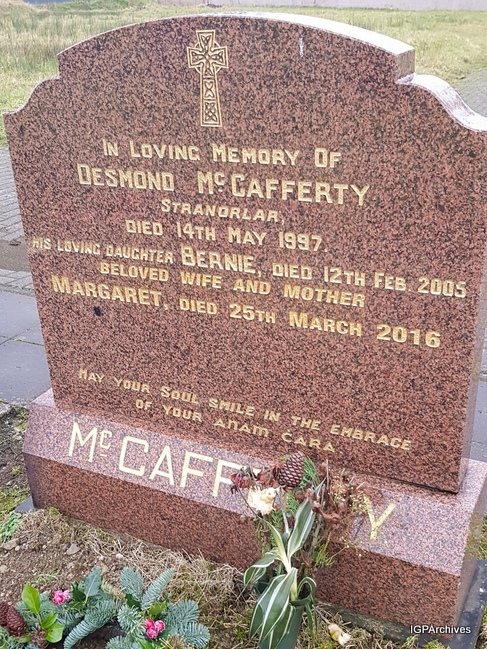 In Loving Memory Of
Desmond McCafferty
Stranorlar,
died 14th May 1997.
his loving daughter Bernie, died 12th Feb. 2005
beloved wife and mother
Margaret, died 25th March 2016
May your Soul smile in the embrace
of your anam ċara
McCAFF Y
IGPArchives